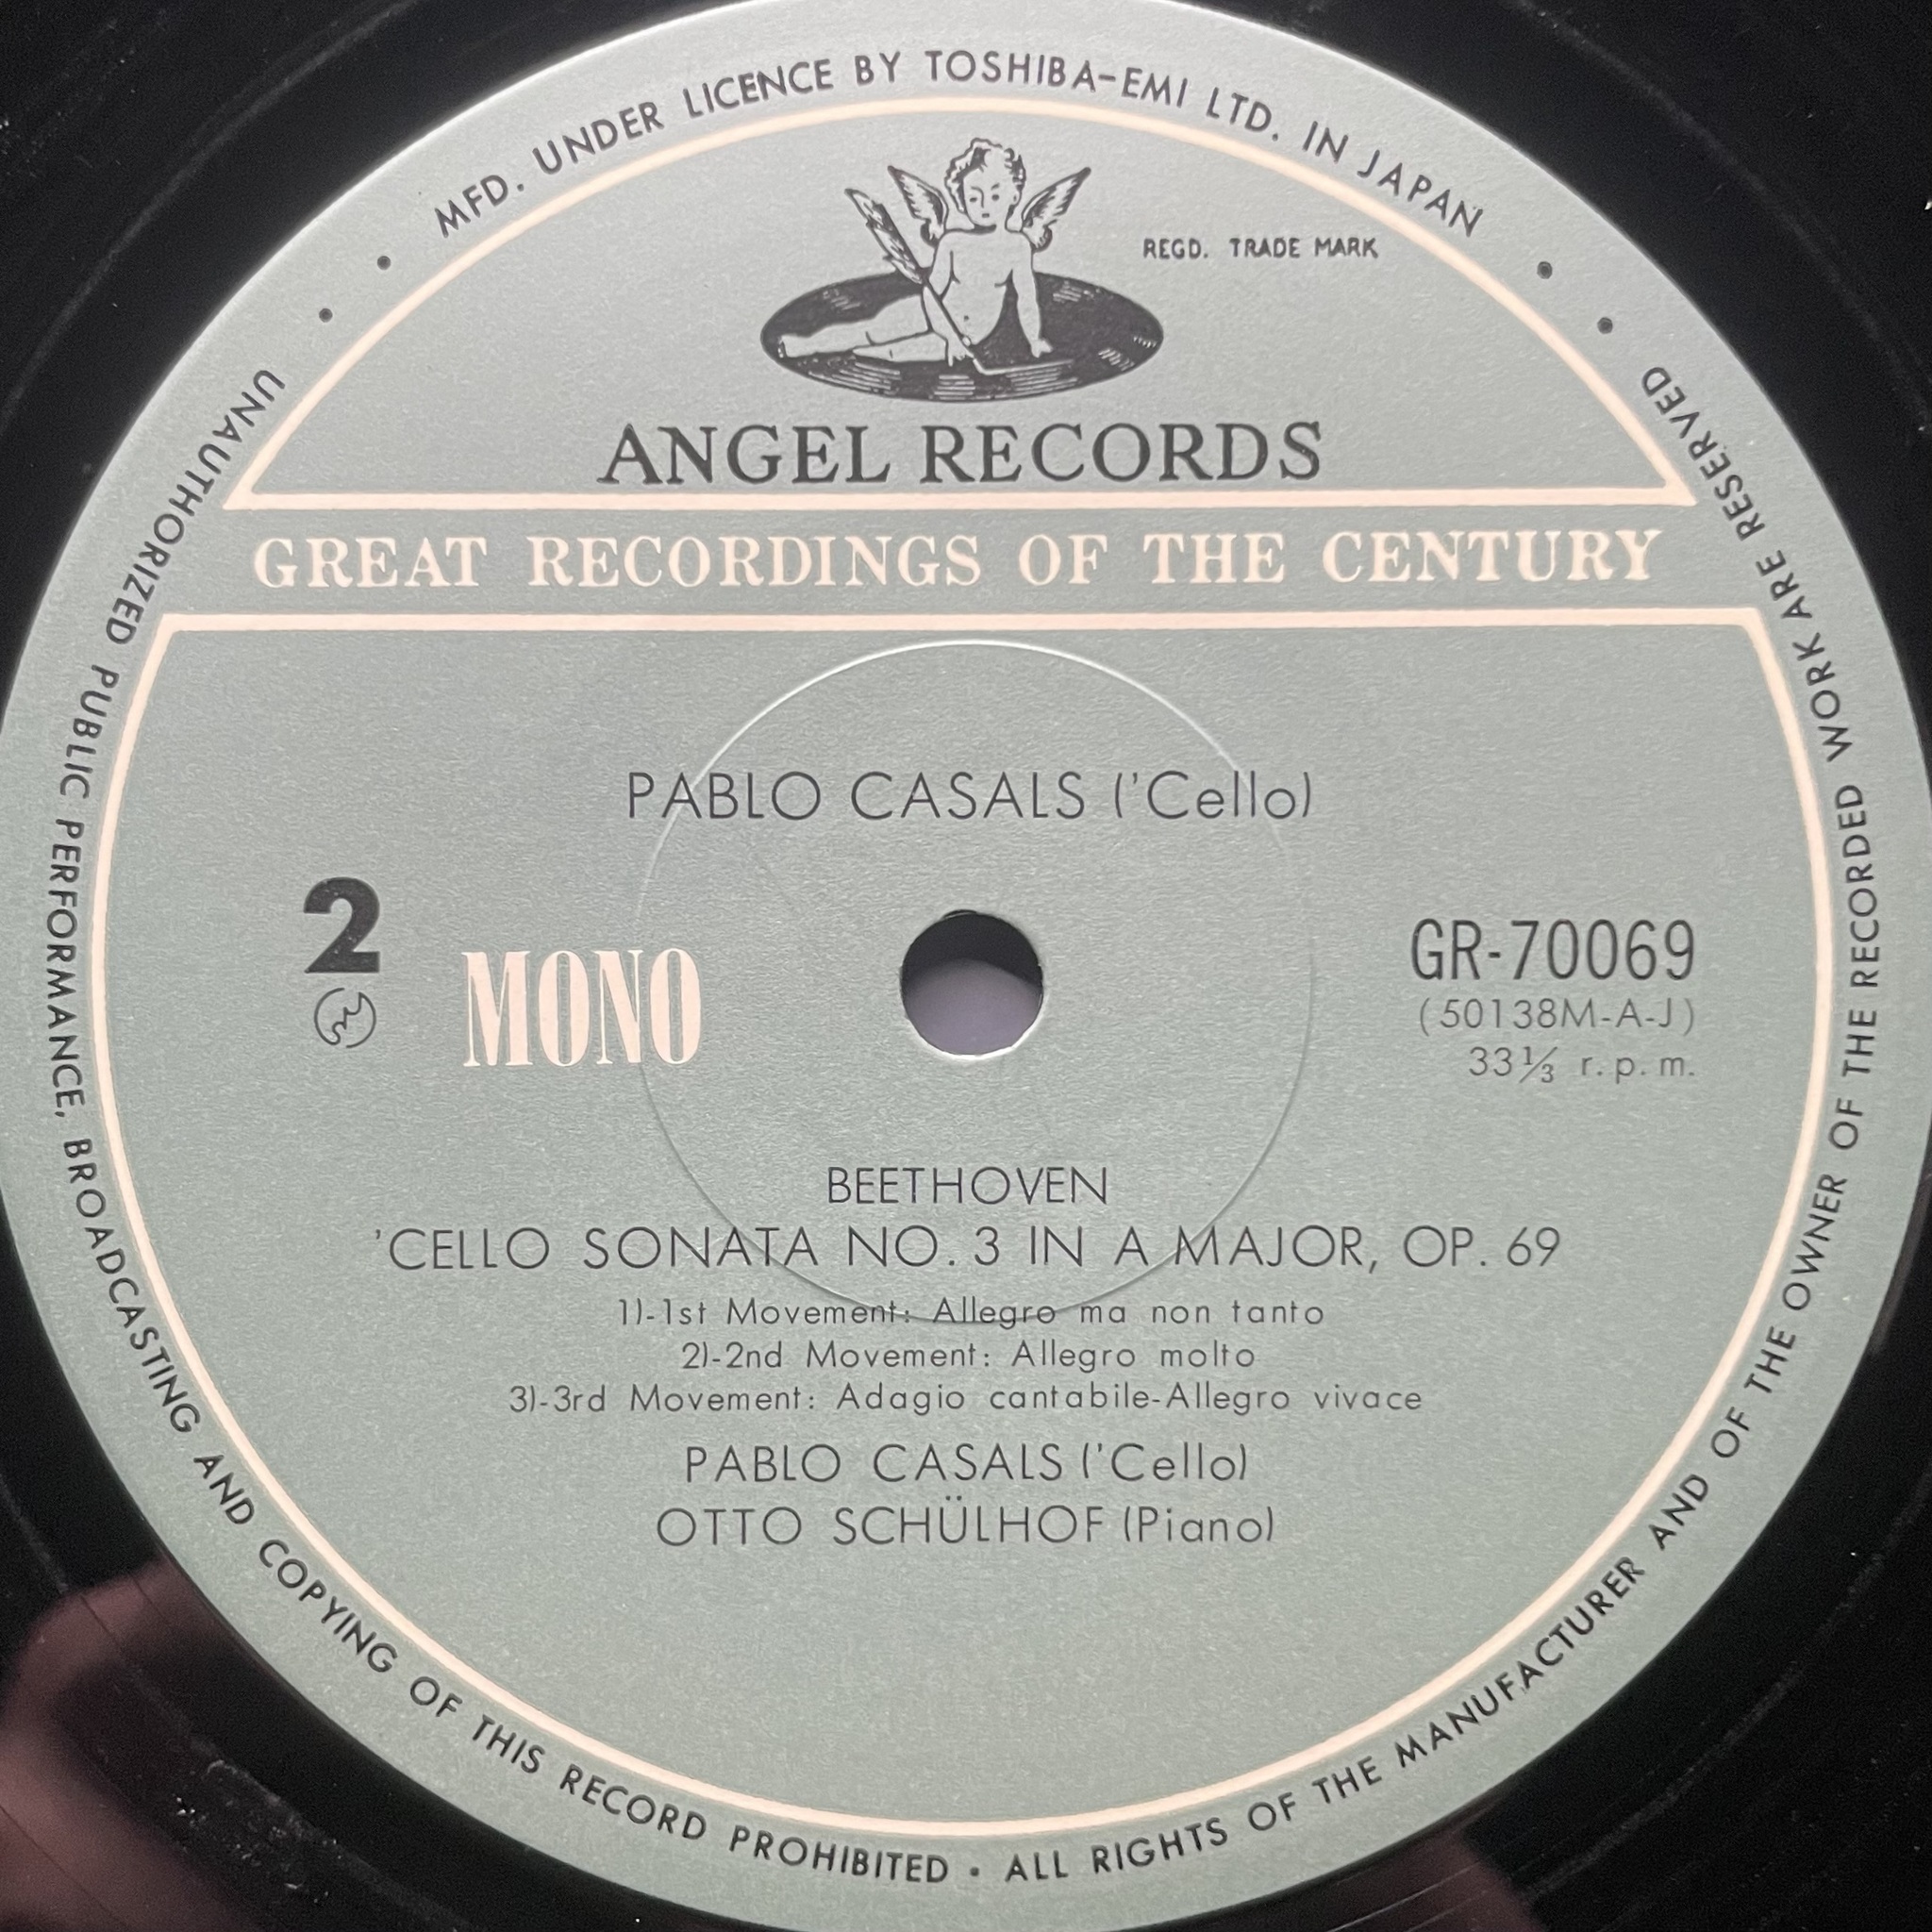 MFD. UNDER LICENCE BY TOSHIBA-EMI LTD. IN JAPAN
REGD. TRADE MARK
ANGEL RECORDS
GREAT RECORDINGS OF THE CENTURY
PABLO CASALS ('Cello)
2
MONO
GR-70069
(50138M-A-J)
33⅓ r.p.m.
BEETHOVEN
'CELLO SONATA NO. 3 IN A MAJOR, OP. 69
1)-1st Movement: Allegro ma non tanto
2)-2nd Movement: Allegro molto
3)-3rd Movement: Adagio cantabile-Allegro vivace
PABLO CASALS ('Cello)
OTTO SCHÜLHOF (Piano)
UNAUTHORIZED PUBLIC PERFORMANCE, BROADCASTING AND COPYING OF THIS RECORD PROHIBITED • ALL RIGHTS OF THE MANUFACTURER AND OF THE OWNER OF THE RECORDED WORK ARE RESERVED